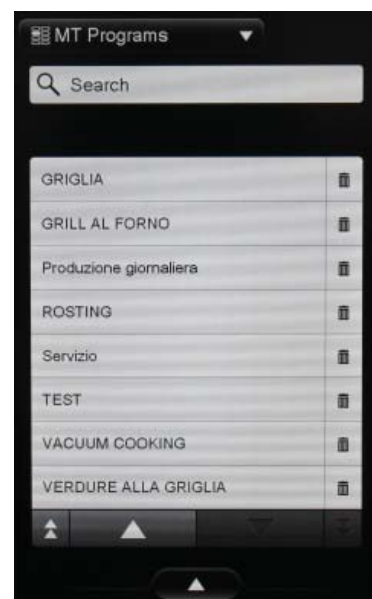 MT Programs
Search
GRIGLIA
GRILL AL FORNO
Produzione giornaliera
ROSTING
Servizio
TEST
VACUUM COOKING
VERDURE ALLA GRIGLIA